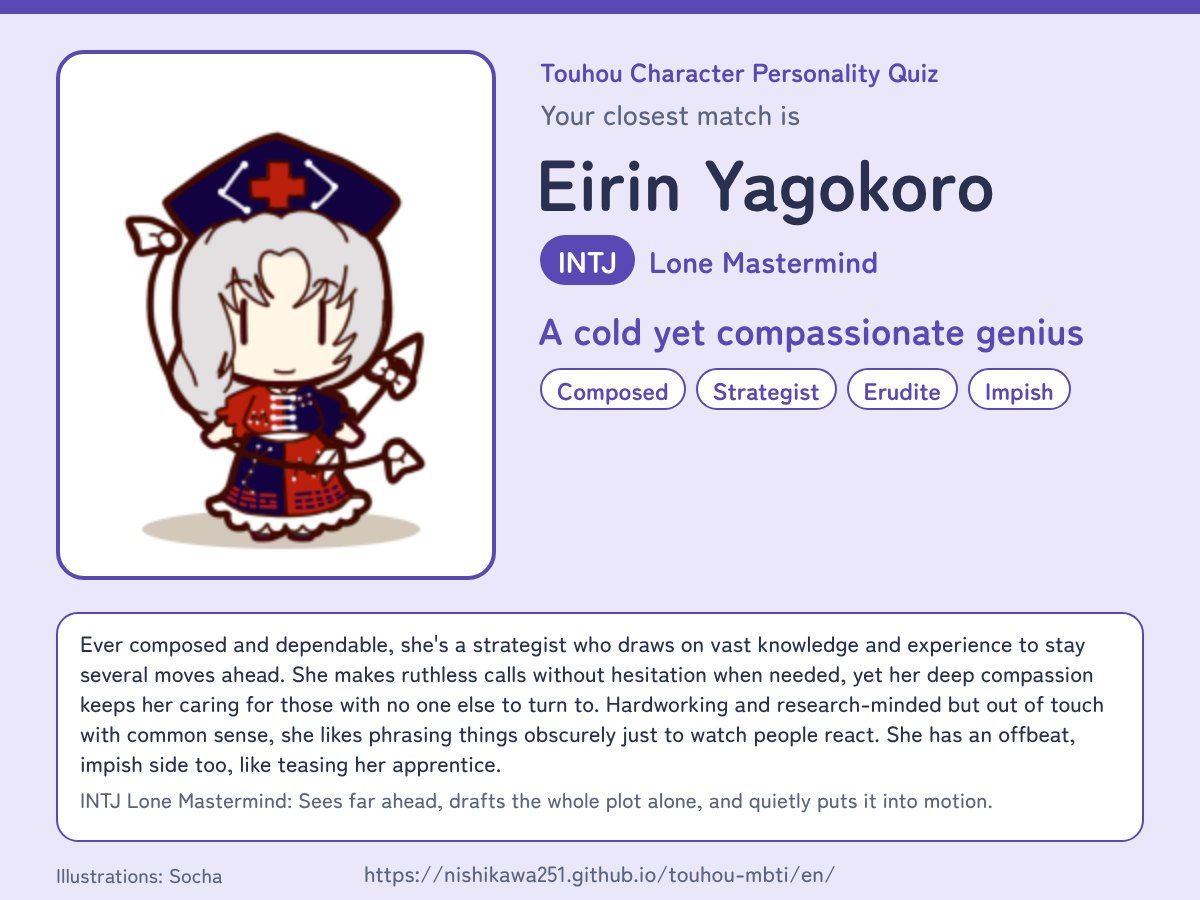 Touhou Character Personality Quiz
Your closest match is
Eirin Yagokoro
INTJ Lone Mastermind
A cold yet compassionate genius
Composed Strategist Erudite Impish
Ever composed and dependable, she's a strategist who draws on vast knowledge and experience to stay
several moves ahead. She makes ruthless calls without hesitation when needed, yet her deep compassion
keeps her caring for those with no one else to turn to. Hardworking and research-minded but out of touch
with common sense, she likes phrasing things obscurely just to watch people react. She has an offbeat,
impish side too, like teasing her apprentice.
INTJ Lone Mastermind: Sees far ahead, drafts the whole plot alone, and quietly puts it into motion.
Illustrations: Socha
https://nishikawa251.github.io/touhou-mbti/en/